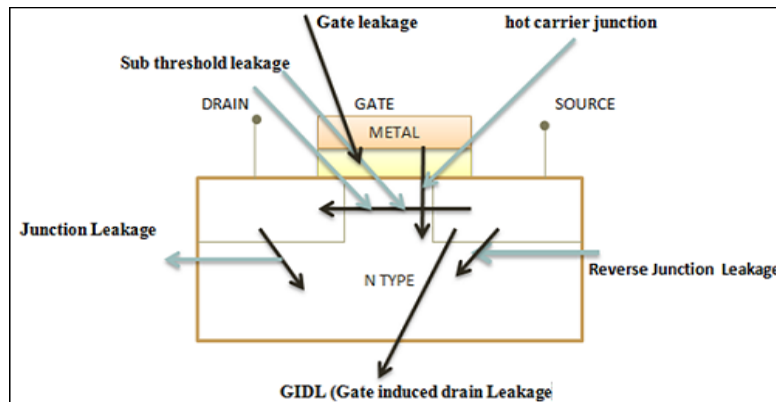 Gate leakage
hot carrier junction
Sub threshold leakage
DRAIN
GATE
SOURCE
METAL
Junction Leakage
Reverse Junction Leakage
N TYPE
GIDL (Gate induced drain Leakage